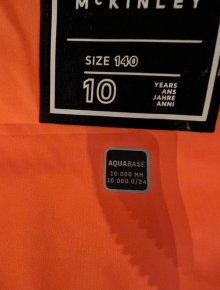 McKINLEY
SIZE 140
10 YEARS
ANS
JAHRE
ANNI
AQUABASE
10.000 MM
10.000 G/24